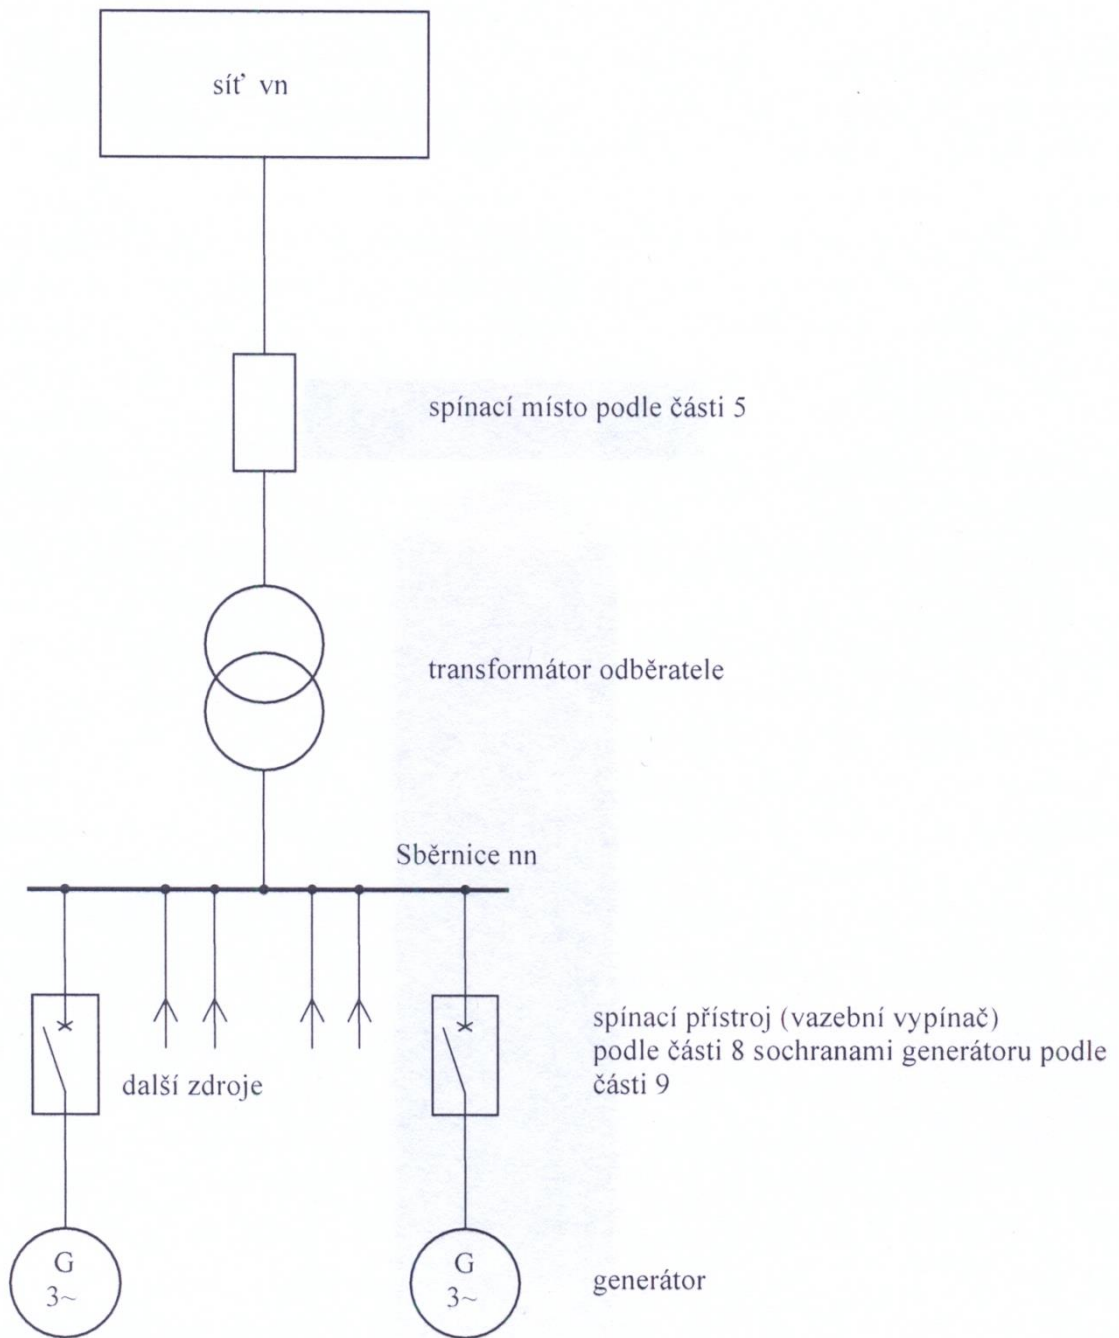 síť vn
spínací místo podle části 5
transformátor odběratele
Sběrnice nn
spínací přístroj (vazební vypínač)
podle části 8 sochranami generátoru podle
části 9
další zdroje
G
3~
G
3~
generátor